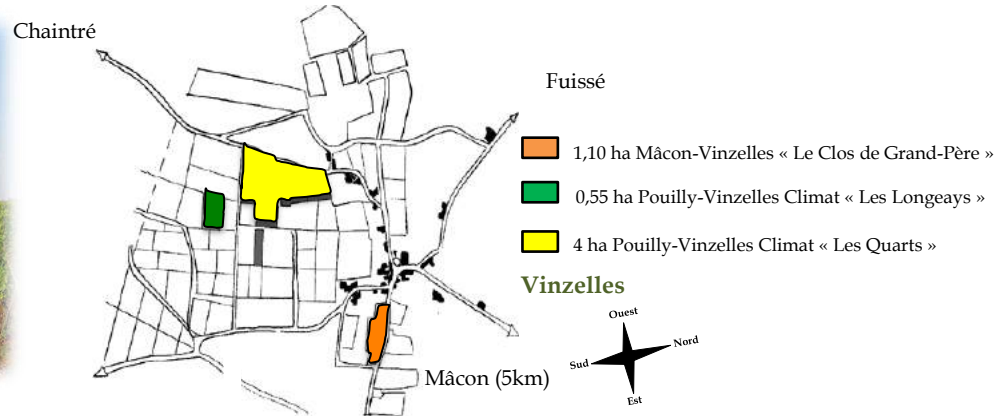 Chaintré
Fuissé
1,10 ha Mâcon-Vinzelles « Le Clos de Grand-Père »
0,55 ha Pouilly-Vinzelles Climat « Les Longeays »
4 ha Pouilly-Vinzelles Climat « Les Quarts »
Vinzelles
Ouest
Nord
Sud
Est
Mâcon (5km)